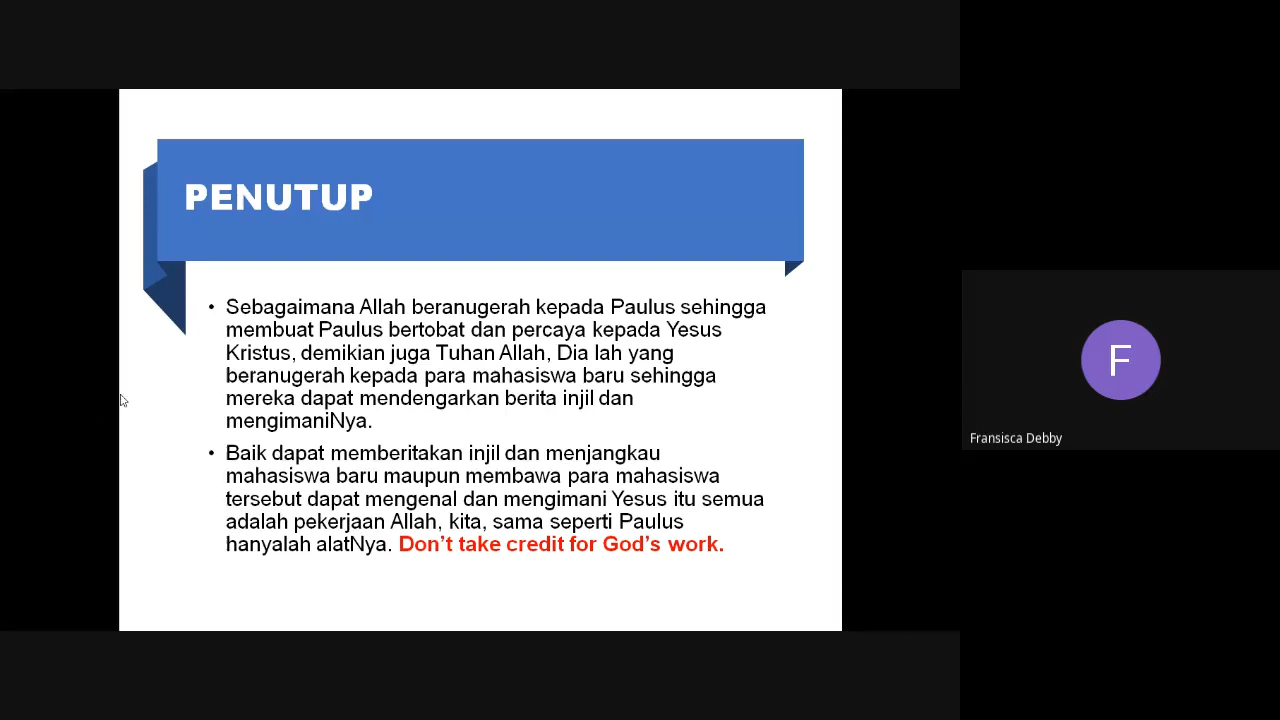 PENUTUP
• Sebagaimana Allah beranugerah kepada Paulus sehingga
membuat Paulus bertobat dan percaya kepada Yesus
Kristus, demikian juga Tuhan Allah, Dia lah yang
beranugerah kepada para mahasiswa baru sehingga
mereka dapat mendengarkan berita injil dan
mengimaniNya.
• Baik dapat memberitakan injil dan menjangkau
mahasiswa baru maupun membawa para mahasiswa
tersebut dapat mengenal dan mengimani Yesus itu semua
adalah pekerjaan Allah, kita, sama seperti Paulus
hanyalah alatNya. Don’t take credit for God’s work.
F
Fransisca Debby